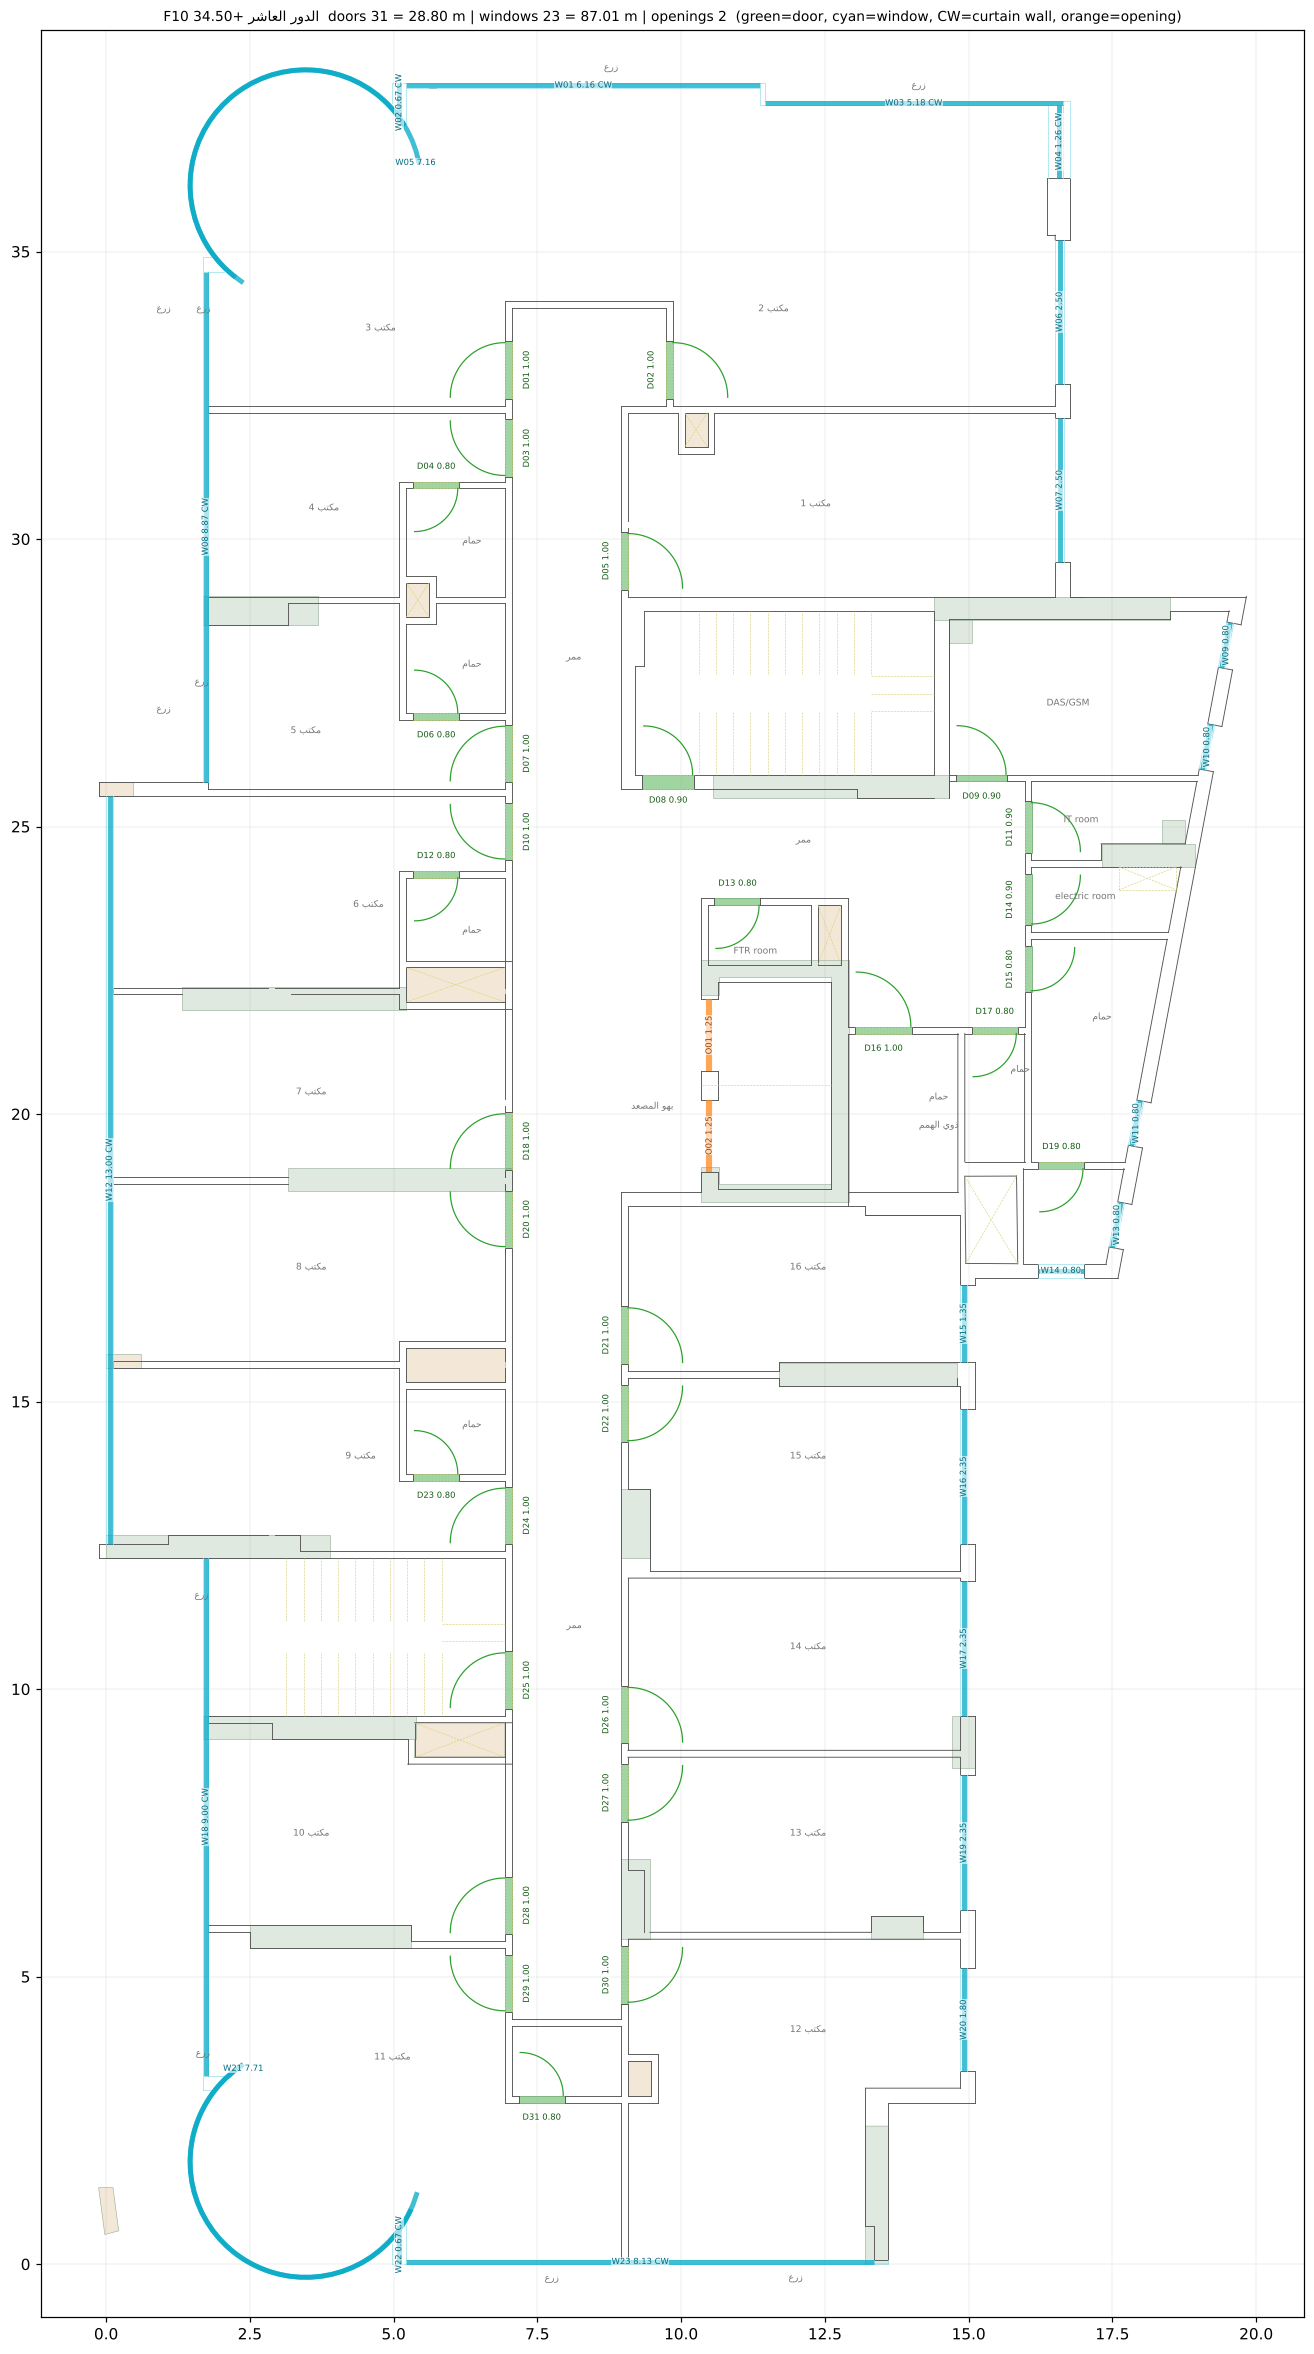 F10 34.50+ الدور العاشر doors 31 = 28.80 m | windows 23 = 87.01 m | openings 2 (green=door, cyan=window, CW=curtain wall, orange=opening)
زرع
W01 6.16 CW
زرع
W02 0.67 CW
W03 5.18 CW
W04 1.26 CW
W05 7.16
35
زرع
زرع
مكتب 3
مكتب 2
W06 2.50
D01 1.00
D02 1.00
D03 1.00
D04 0.80
W07 2.50
مكتب 4
مكتب 1
W08 8.87 CW
30
حمام
D05 1.00
حمام
ممر
W09 0.80
زرع
زرع
DAS/GSM
مكتب 5
D06 0.80
D07 1.00
W10 0.80
D08 0.90
D09 0.90
25
D10 1.00
D11 0.90
IT room
ممر
D12 0.80
D13 0.80
D14 0.90
electric room
مكتب 6
حمام
FTR room
D15 0.80
D17 0.80
حمام
O01 1.25
D16 1.00
مكتب 7
حمام
حمام
ذوي الهمم
بهو المصعد
20
W11 0.80
O02 1.25
D18 1.00
D19 0.80
W12 13.00 CW
D20 1.00
W13 0.80
مكتب 8
مكتب 16
W14 0.80
D21 1.00
W15 1.35
15
D22 1.00
حمام
مكتب 9
مكتب 15
W16 2.35
D23 0.80
D24 1.00
زرع
ممر
مكتب 14
W17 2.35
10
D25 1.00
D26 1.00
D27 1.00
W18 9.00 CW
مكتب 10
مكتب 13
W19 2.35
D28 1.00
5
D29 1.00
D30 1.00
W20 1.80
مكتب 12
زرع
مكتب 11
W21 7.71
D31 0.80
W22 0.67 CW
0
W23 8.13 CW
زرع
زرع
0.0 2.5 5.0 7.5 10.0 12.5 15.0 17.5 20.0